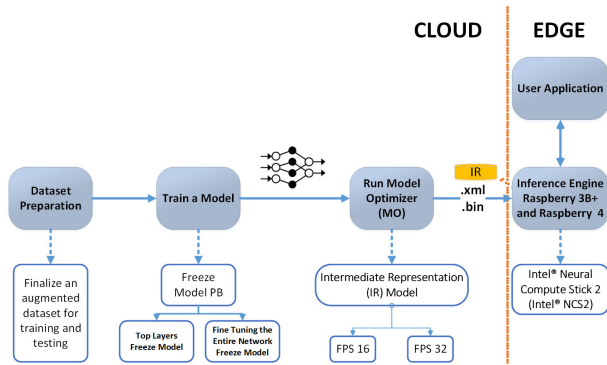 CLOUD
EDGE
User Application
Dataset
Preparation
Train a Model
Run Model
Optimizer
(MO)
IR
.xml
.bin
Inference Engine
Raspberry 3B+
and Raspberry 4
Finalize an
augmented
dataset for
training and
testing
Freeze
Model PB
Top Layers
Freeze Model
Fine Tuning the
Entire Network
Freeze Model
Intermediate Representation
(IR) Model
FPS 16
FPS 32
Intel® Neural
Compute Stick 2
(Intel® NCS2)